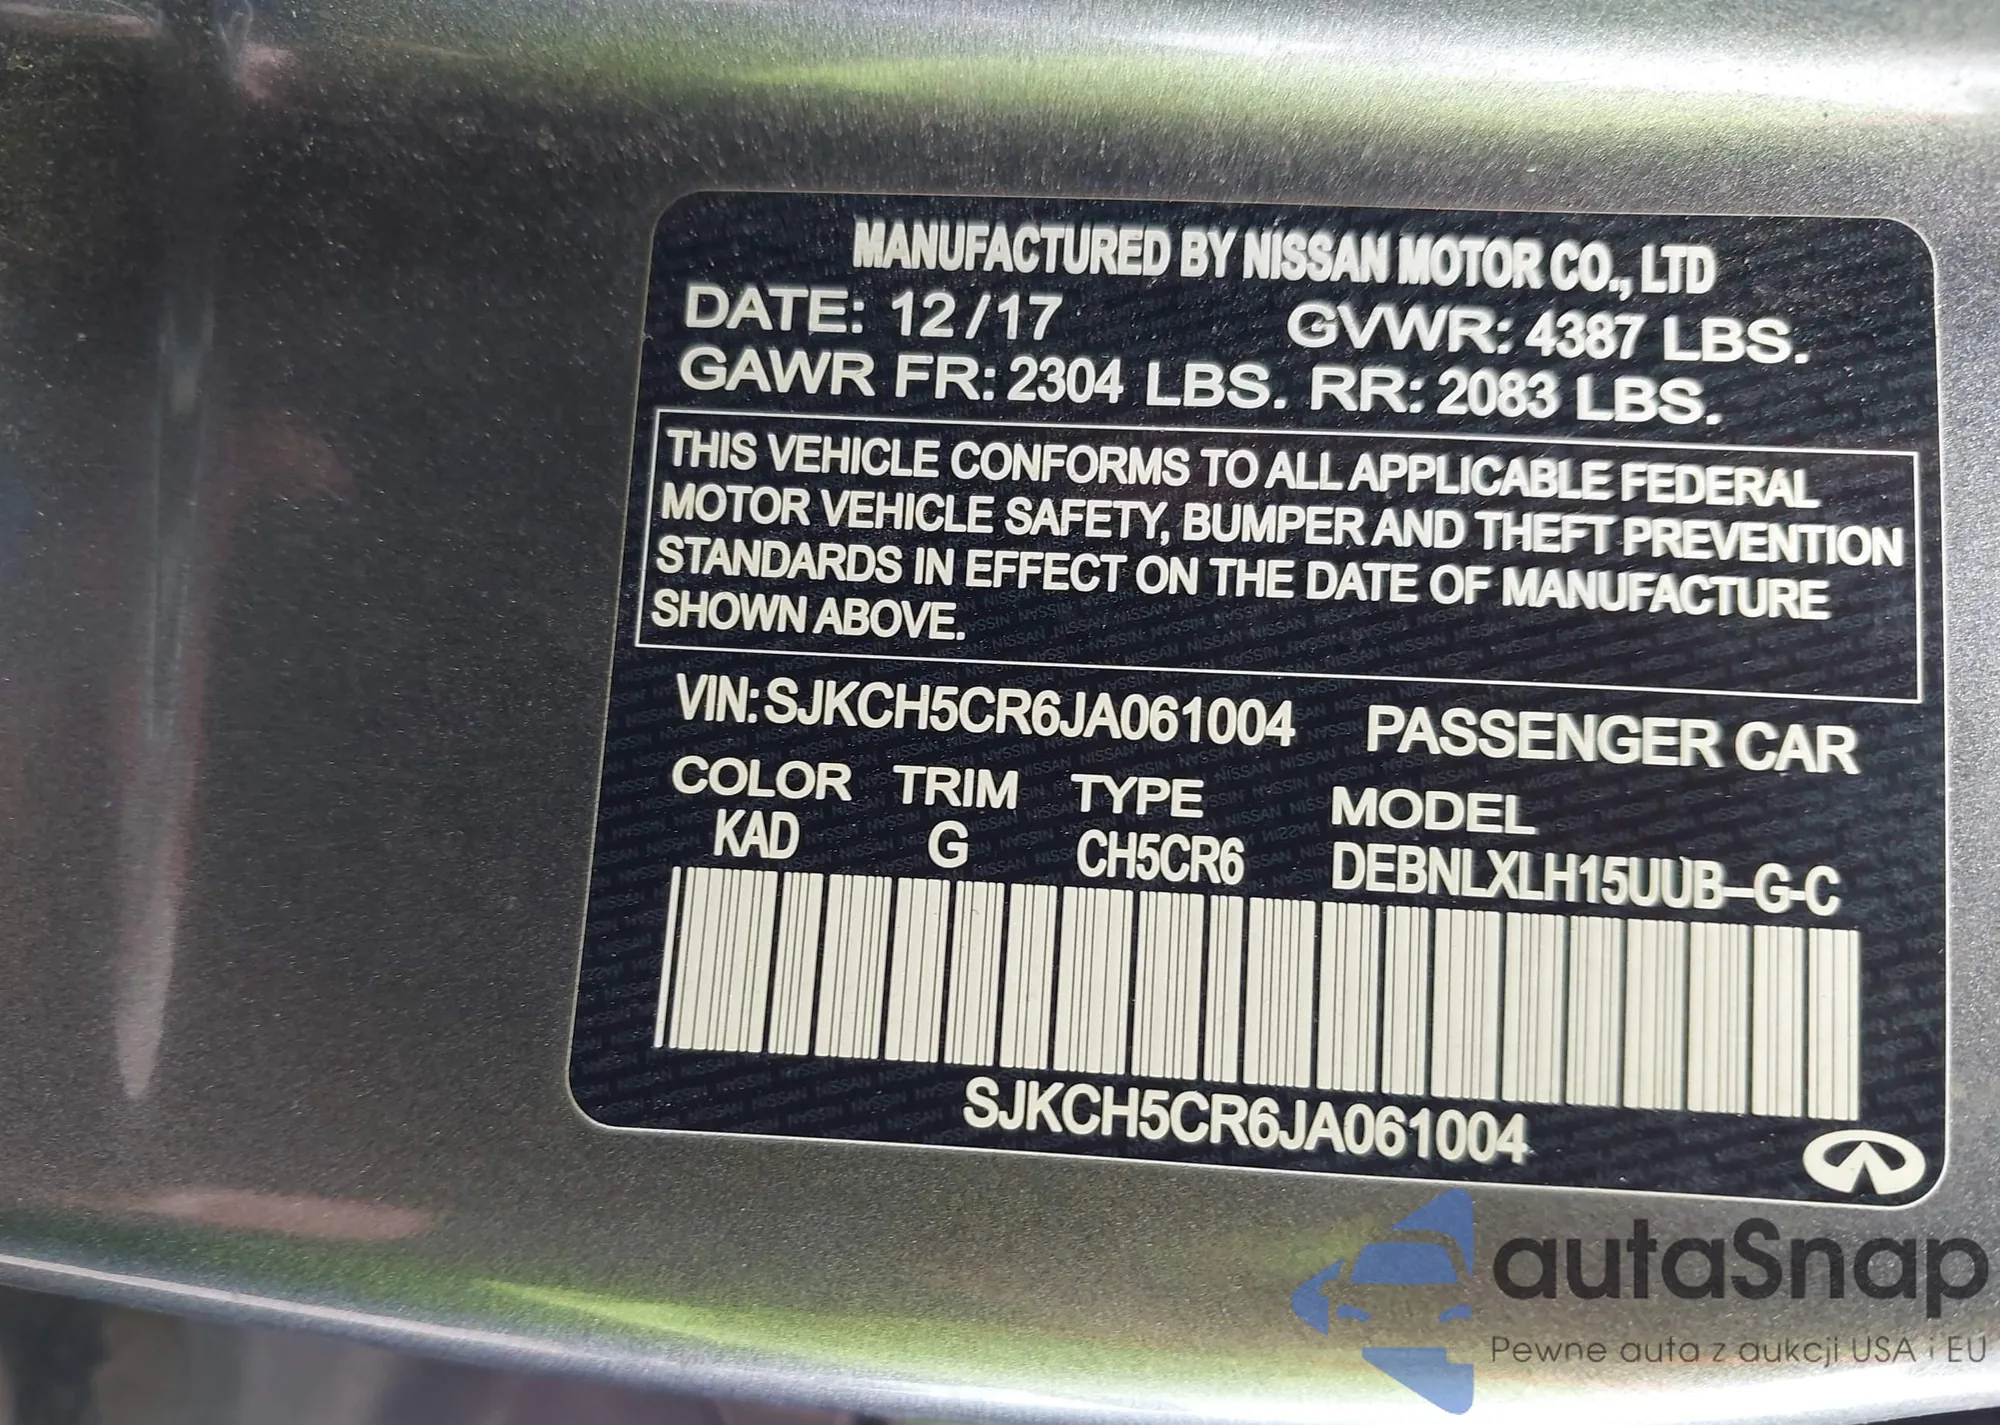 MANUFACTURED BY NISSAN MOTOR CO., LTD
DATE: 12/17 GVWR: 4387 LBS.
GAWR FR: 2304 LBS. RR: 2083 LBS.
THIS VEHICLE CONFORMS TO ALL APPLICABLE FEDERAL
MOTOR VEHICLE SAFETY, BUMPER AND THEFT PREVENTION
STANDARDS IN EFFECT ON THE DATE OF MANUFACTURE
SHOWN ABOVE.
VIN: SJKCH5CR6JA061004 PASSENGER CAR
COLOR TRIM TYPE MODEL
KAD G CH5CR6 DEBNLXLH15UUB-G-C
SJKCH5CR6JA061004
autaSnap
Pewne auta z aukcji USA i EU